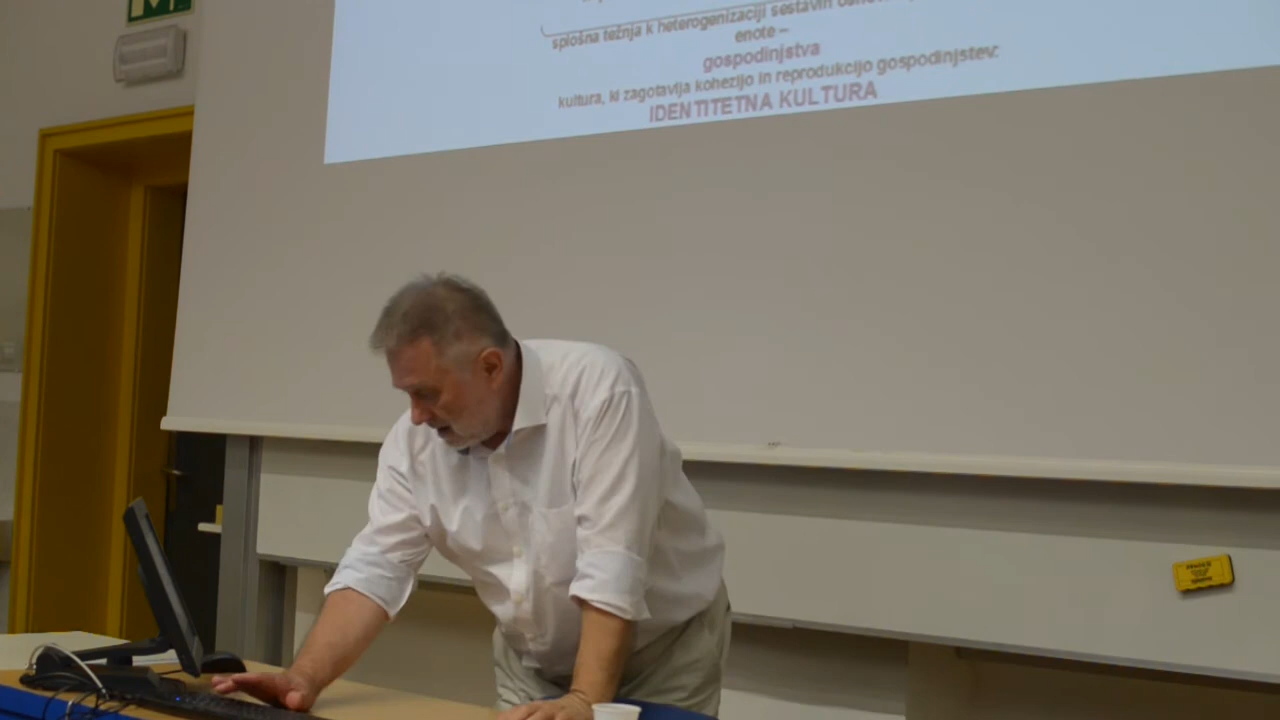 splošna težnja k heterogenizaciji sestavin
enote –
gospodinjstva
kultura, ki zagotavlja kohezijo in reprodukcijo gospodinjstev:
IDENTITETNA KULTURA